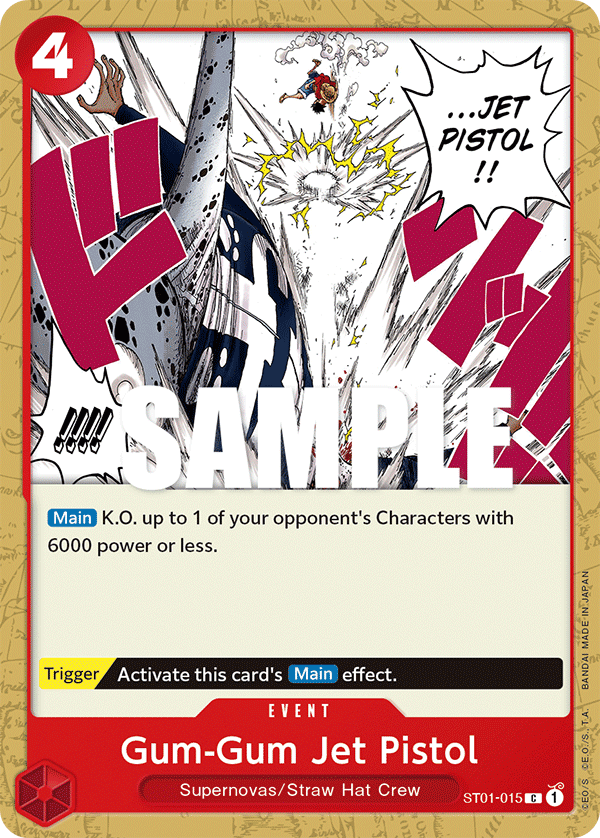 4
...JET
PISTOL
!!
!!!!
SAMPLE
Main K.O. up to 1 of your opponent's Characters with
6000 power or less.
Trigger Activate this card's Main effect.
EVENT
Gum-Gum Jet Pistol
Supernovas/Straw Hat Crew
ST01-015 C 1
©E.O./S. ©E.O./S.,T.A. BANDAI MADE IN JAPAN